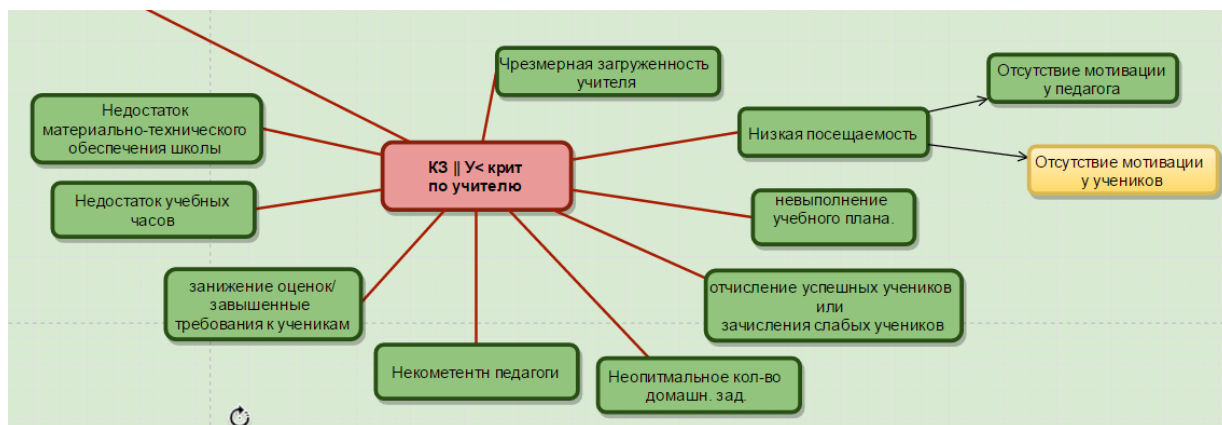 Чрезмерная загруженность
учителя
Отсутствие мотивации
у педагога
Недостаток
материально-технического
обеспечения школы
Низкая посещаемость
КЗ || У< крит
по учителю
Отсутствие мотивации
у учеников
Недостаток учебных
часов
невыполнение
учебного плана.
занижение оценок/
завышенные
требования к ученикам
отчисление успешных учеников
или
зачисления слабых учеников
Некометентн педагоги
Неопитмальное кол-во
домашн. зад.